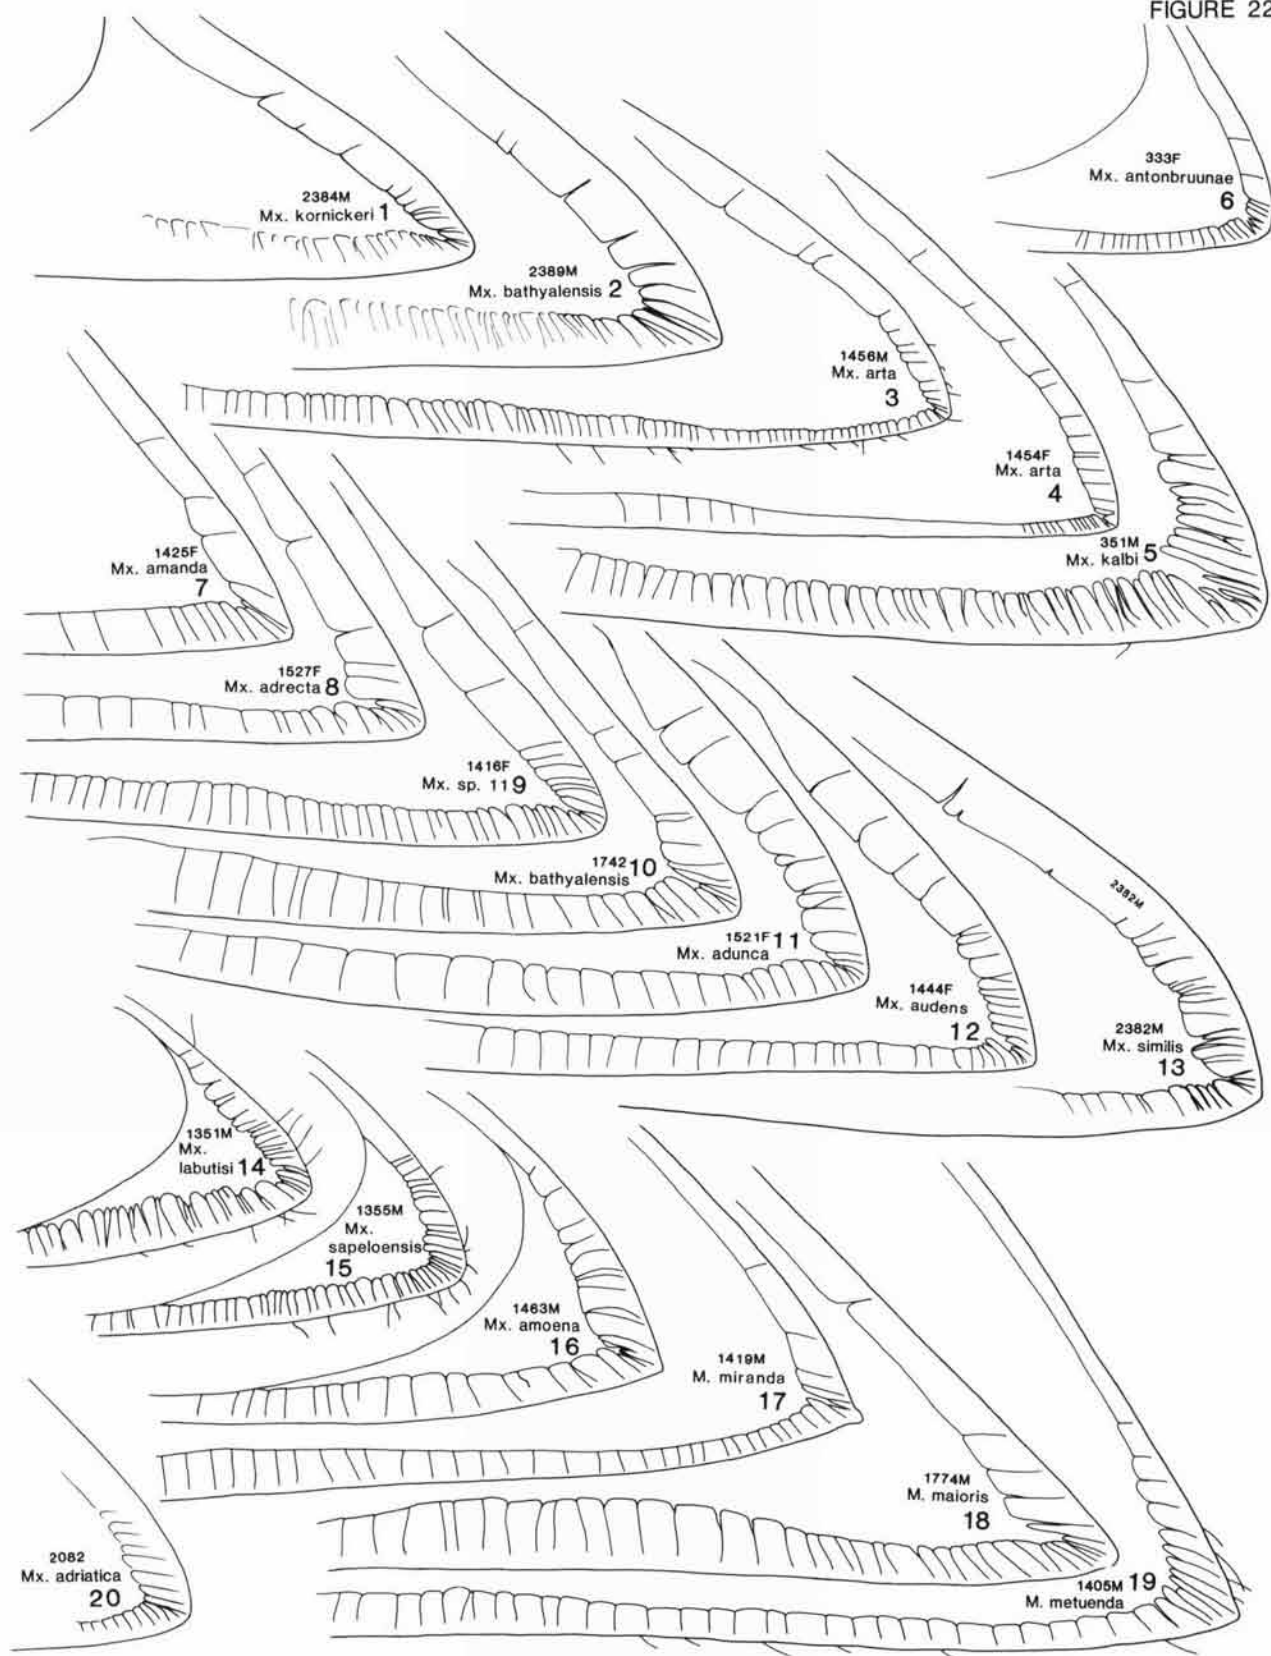 FIGURE 22
2384M
Mx. kornickeri 1
2389M
Mx. bathyalensis 2
1456M
Mx. arta
3
1454F
Mx. arta
4
351M
Mx. kalbi 5
333F
Mx. antonbruunae
6
1425F
Mx. amanda
7
1527F
Mx. adrecta 8
1416F
Mx. sp. 11 9
1742 10
Mx. bathyalensis
1521F 11
Mx. adunca
1444F
Mx. audens
12
2382M
2382M
Mx. similis
13
1351M
Mx.
labutisi 14
1355M
Mx.
sapeloensis
15
1463M
Mx. amoena
16
1419M
M. miranda
17
1774M
M. maioris
18
1405M 19
M. metuenda
2082
Mx. adriatica
20